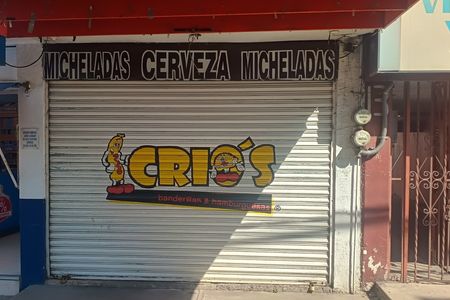 MICHELADAS CERVEZA MICHELADAS
CRIO'S
banderillas & hamburguesas ®